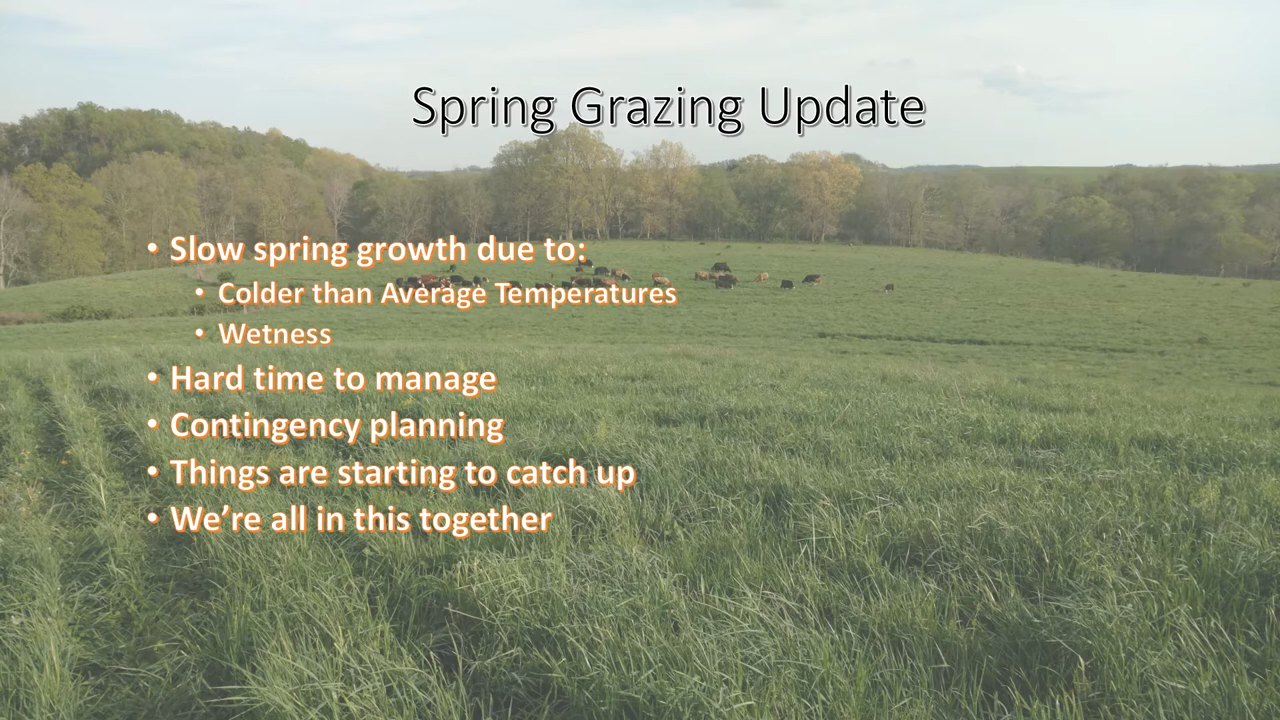 Spring Grazing Update
• Slow spring growth due to:
• Colder than Average Temperatures
• Wetness
• Hard time to manage
• Contingency planning
• Things are starting to catch up
• We’re all in this together